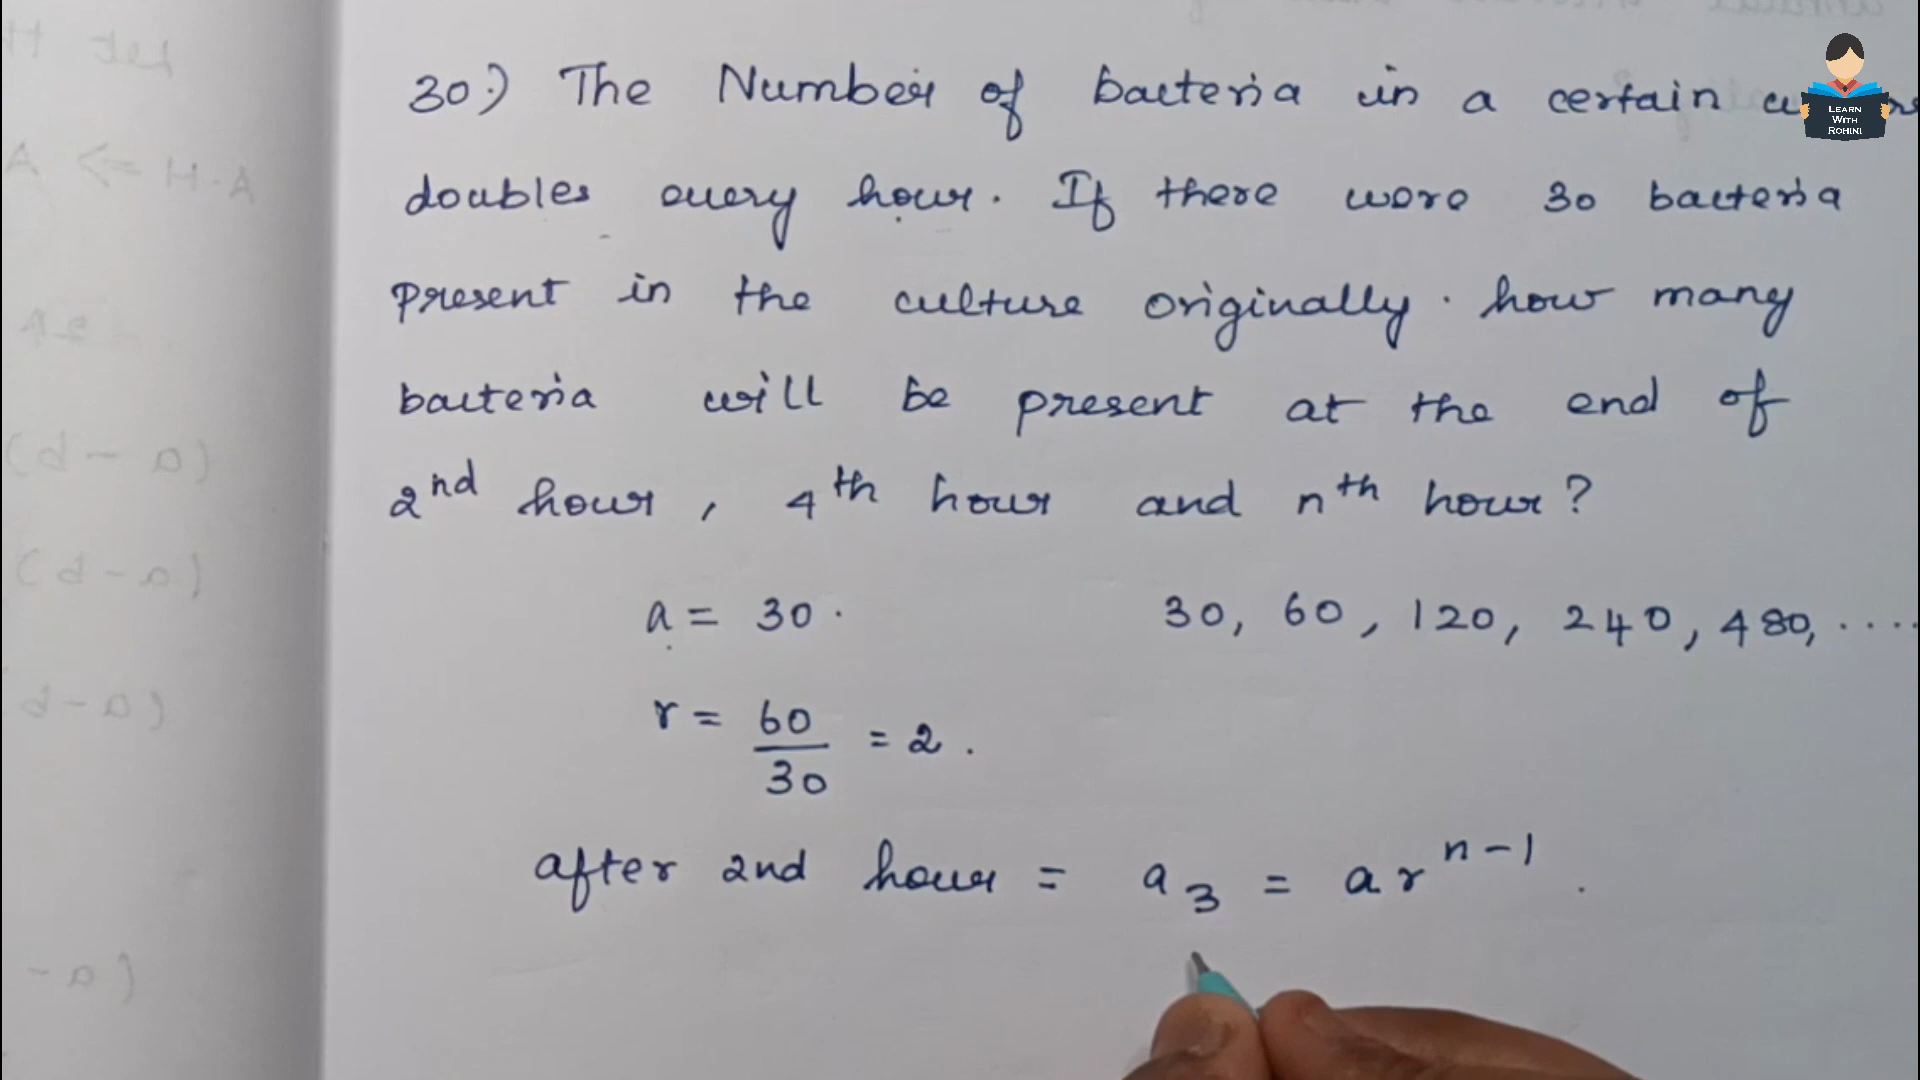 30.) The Number of bacteria in a certain
doubles every hour. If there were 30 bacteria
present in the culture originally. how many
bacteria will be present at the end of
2nd hour, 4th hour and nth hour?
a = 30.
30, 60, 120, 240, 480, ....
r = 60/30 = 2.
after 2nd hour = a3 = ar^n-1.
LEARN
WITH
ROHINI